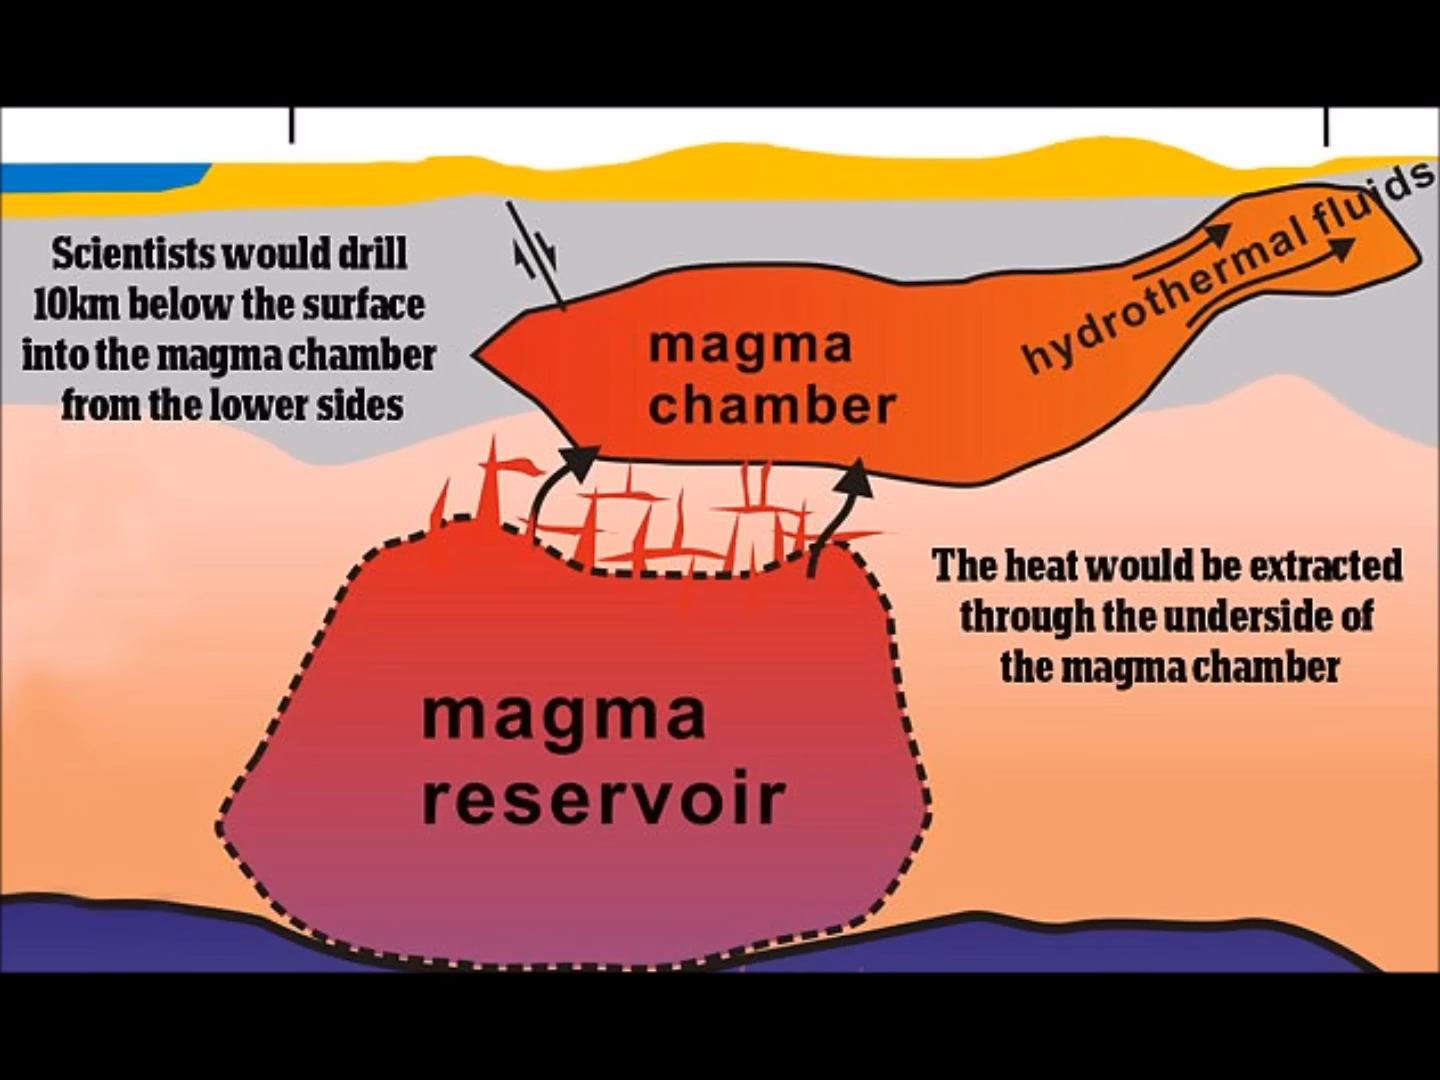 Scientists would drill
10km below the surface
into the magma chamber
from the lower sides
magma
chamber
hydrothermal fluids
The heat would be extracted
through the underside of
the magma chamber
magma
reservoir